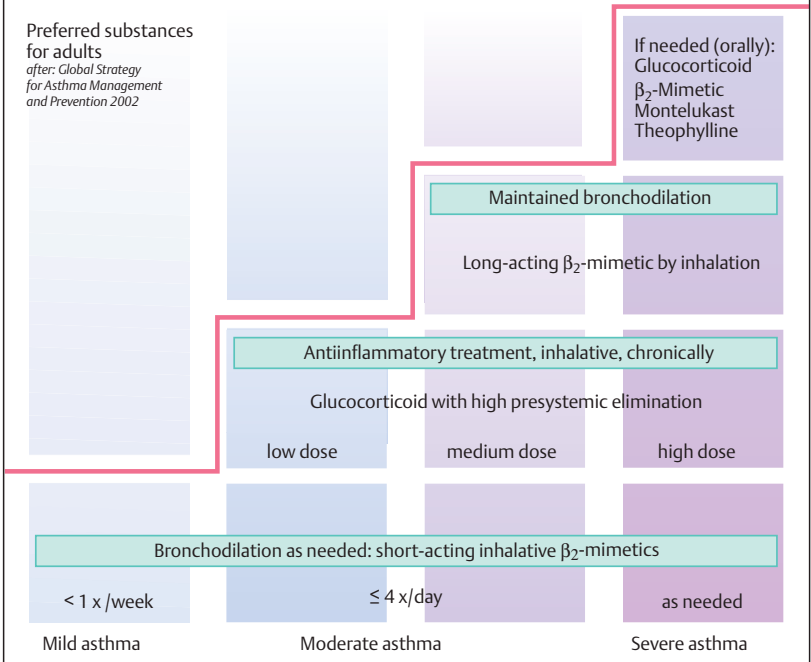 Preferred substances
for adults
after: Global Strategy
for Asthma Management
and Prevention 2002
If needed (orally):
Glucocorticoid
β₂-Mimetic
Montelukast
Theophylline
Maintained bronchodilation
Long-acting β₂-mimetic by inhalation
Antiinflammatory treatment, inhalative, chronically
Glucocorticoid with high presystemic elimination
low dose medium dose high dose
Bronchodilation as needed: short-acting inhalative β₂-mimetics
< 1 x /week ≤ 4 x/day as needed
Mild asthma Moderate asthma Severe asthma